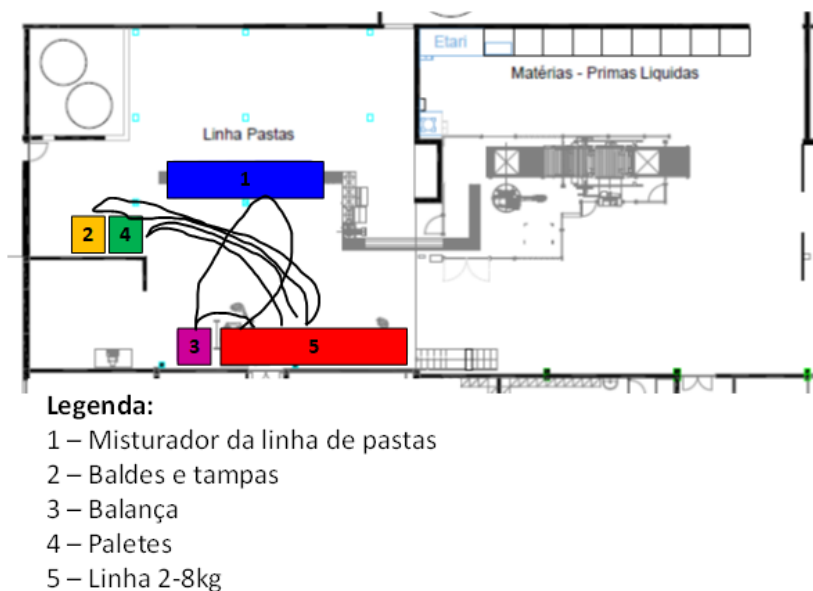 Etari
Matérias - Primas Liquidas
Linha Pastas
1
2
4
3
5
Legenda:
1 – Misturador da linha de pastas
2 – Baldes e tampas
3 – Balança
4 – Paletes
5 – Linha 2-8kg